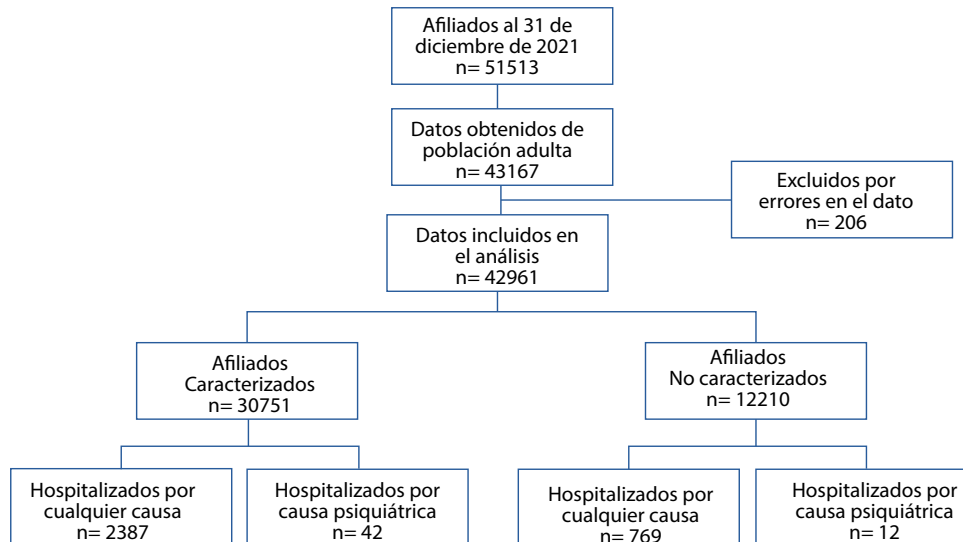 Afiliados al 31 de
diciembre de 2021
n= 51513
Datos obtenidos de
población adulta
n= 43167
Excluidos por
errores en el dato
n= 206
Datos incluidos en
el análisis
n= 42961
Afiliados
Caracterizados
n= 30751
Afiliados
No caracterizados
n= 12210
Hospitalizados por
cualquier causa
n= 2387
Hospitalizados por
causa psiquiátrica
n= 42
Hospitalizados por
cualquier causa
n= 769
Hospitalizados por
causa psiquiátrica
n= 12